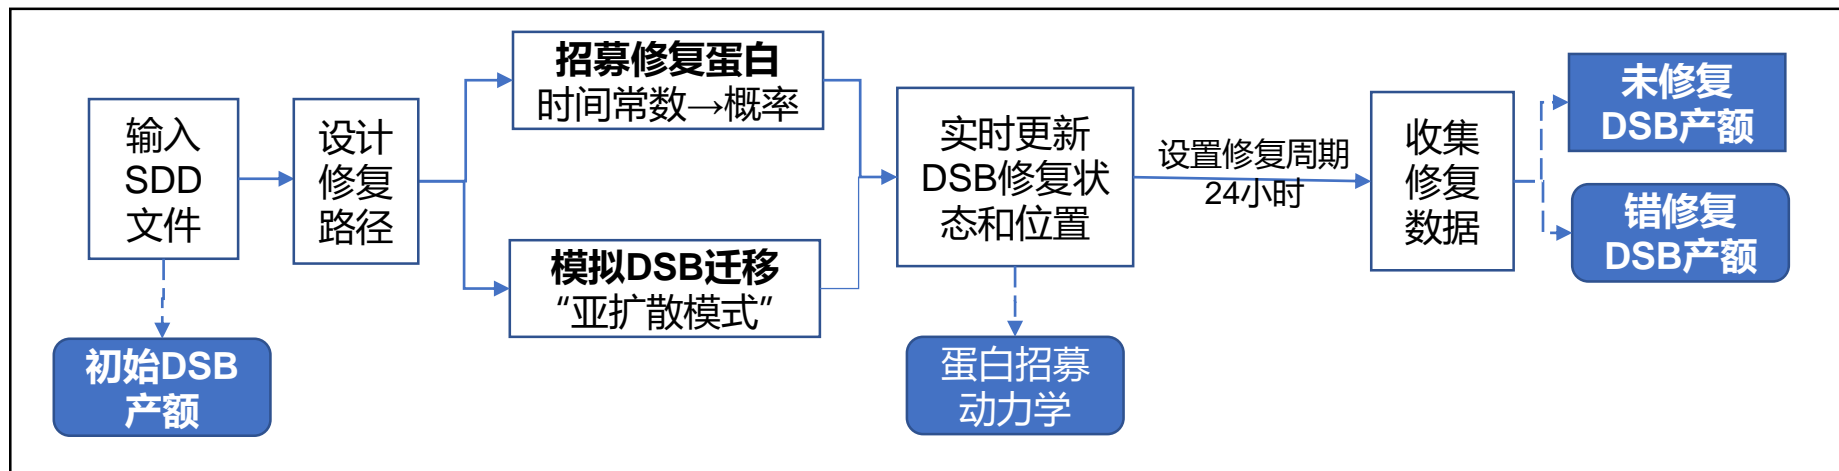 输入
SDD
文件
初始DSB
产额
设计
修复
路径
招募修复蛋白
时间常数→概率
模拟DSB迁移
“亚扩散模式”
实时更新
DSB修复状
态和位置
蛋白招募
动力学
设置修复周期
24小时
收集
修复
数据
未修复
DSB产额
错修复
DSB产额